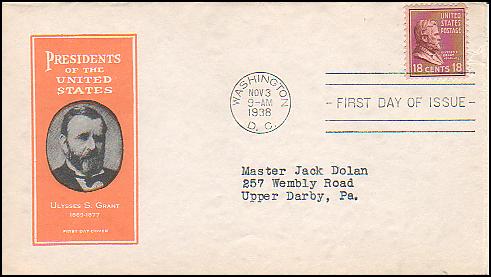 PRESIDENTS
OF THE
UNITED
STATES
ULYSSES S. GRANT
1869-1877
FIRST DAY COVER
UNITED
STATES POSTAGE
18 CENTS 18
WASHINGTON
NOV 3
9-AM
1938
D. C.
- FIRST DAY OF ISSUE -
Master Jack Dolan
257 Wembly Road
Upper Darby, Pa.